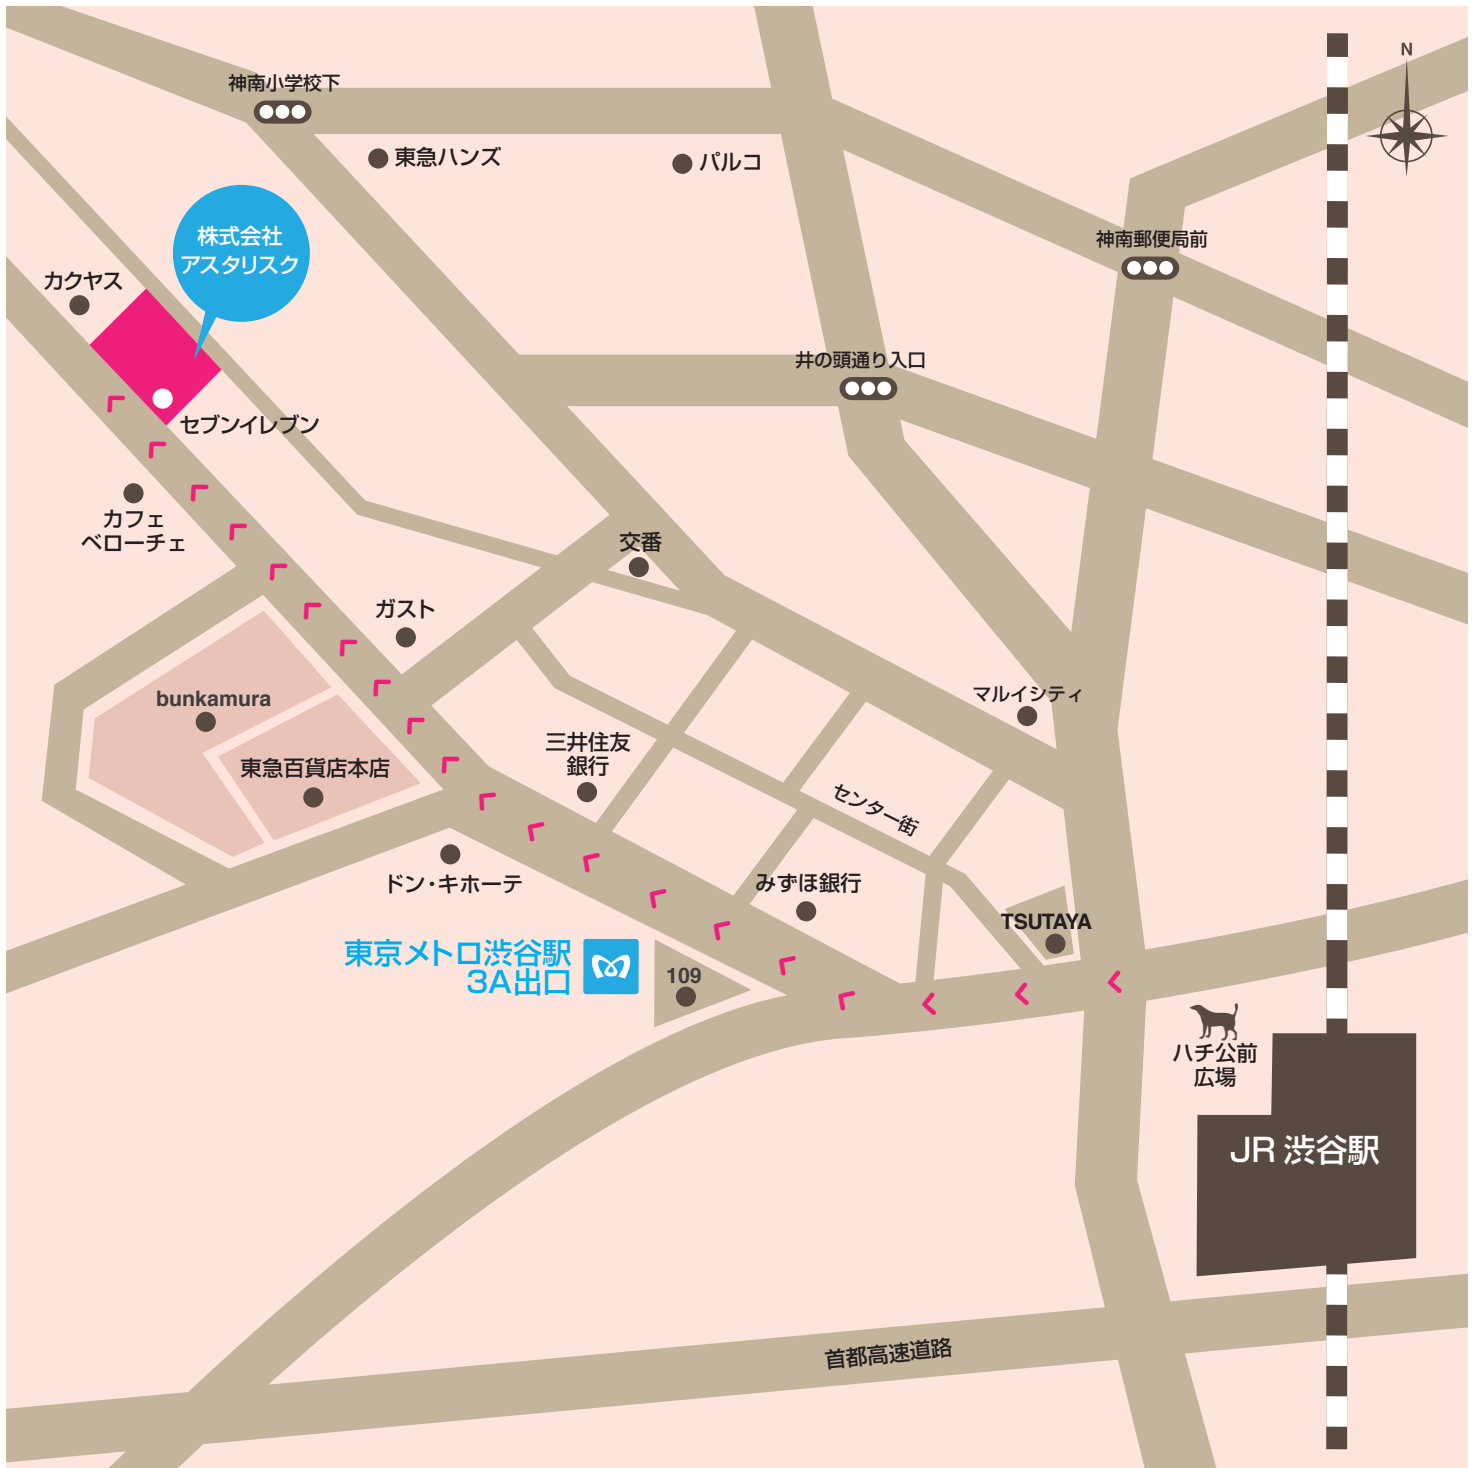 N
神南小学校下
東急ハンズ
パルコ
神南郵便局前
株式会社
アスタリスク
カクヤス
井の頭通り入口
セブンイレブン
カフェ
ベローチェ
交番
ガスト
bunkamura
マルイシティ
三井住友
銀行
東急百貨店本店
センター街
ドン・キホーテ
みずほ銀行
TSUTAYA
東京メトロ渋谷駅
3A出口
109
ハチ公前
広場
JR 渋谷駅
首都高速道路